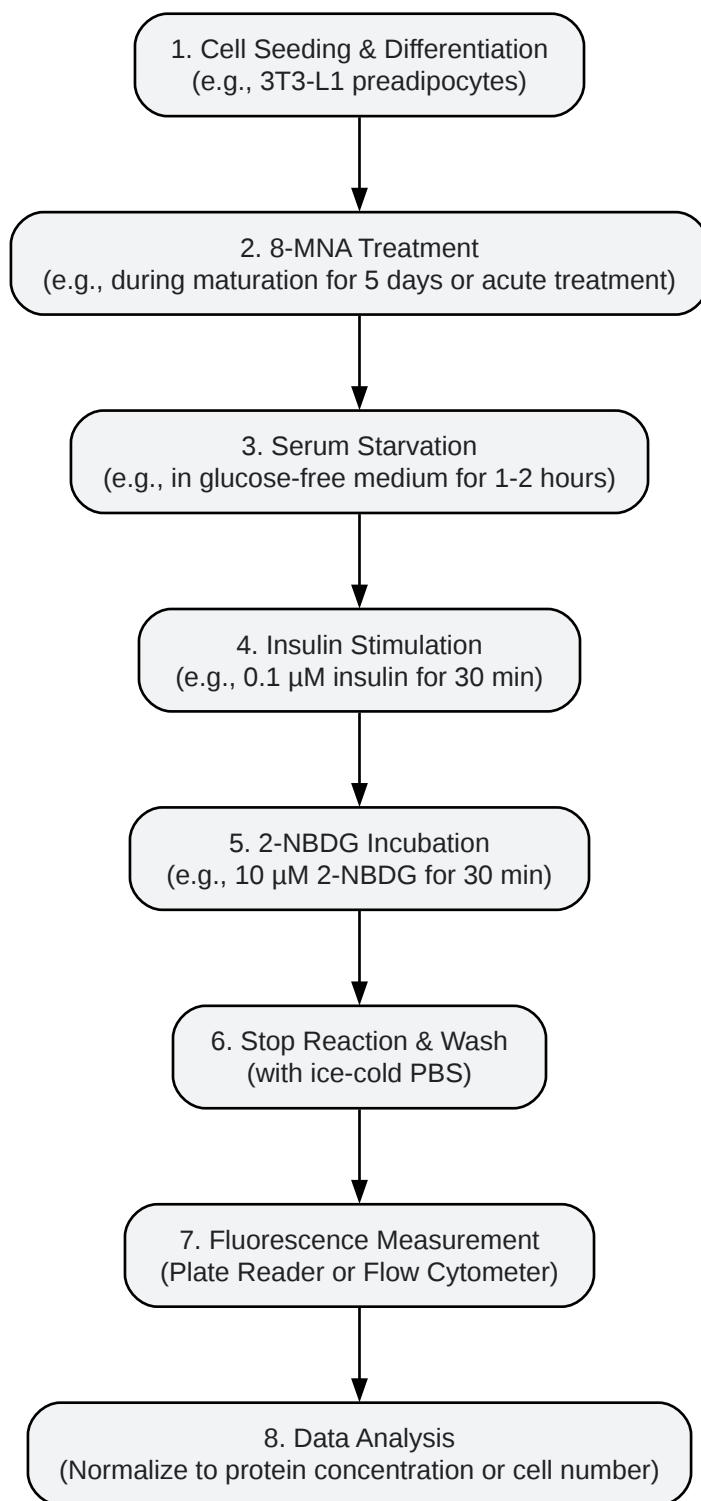 1. Cell Seeding & Differentiation
(e.g., 3T3-L1 preadipocytes)
2. 8-MNA Treatment
(e.g., during maturation for 5 days or acute treatment)
3. Serum Starvation
(e.g., in glucose-free medium for 1-2 hours)
4. Insulin Stimulation
(e.g., 0.1 µM insulin for 30 min)
5. 2-NBDG Incubation
(e.g., 10 µM 2-NBDG for 30 min)
6. Stop Reaction & Wash
(with ice-cold PBS)
7. Fluorescence Measurement
(Plate Reader or Flow Cytometer)
8. Data Analysis
(Normalize to protein concentration or cell number)